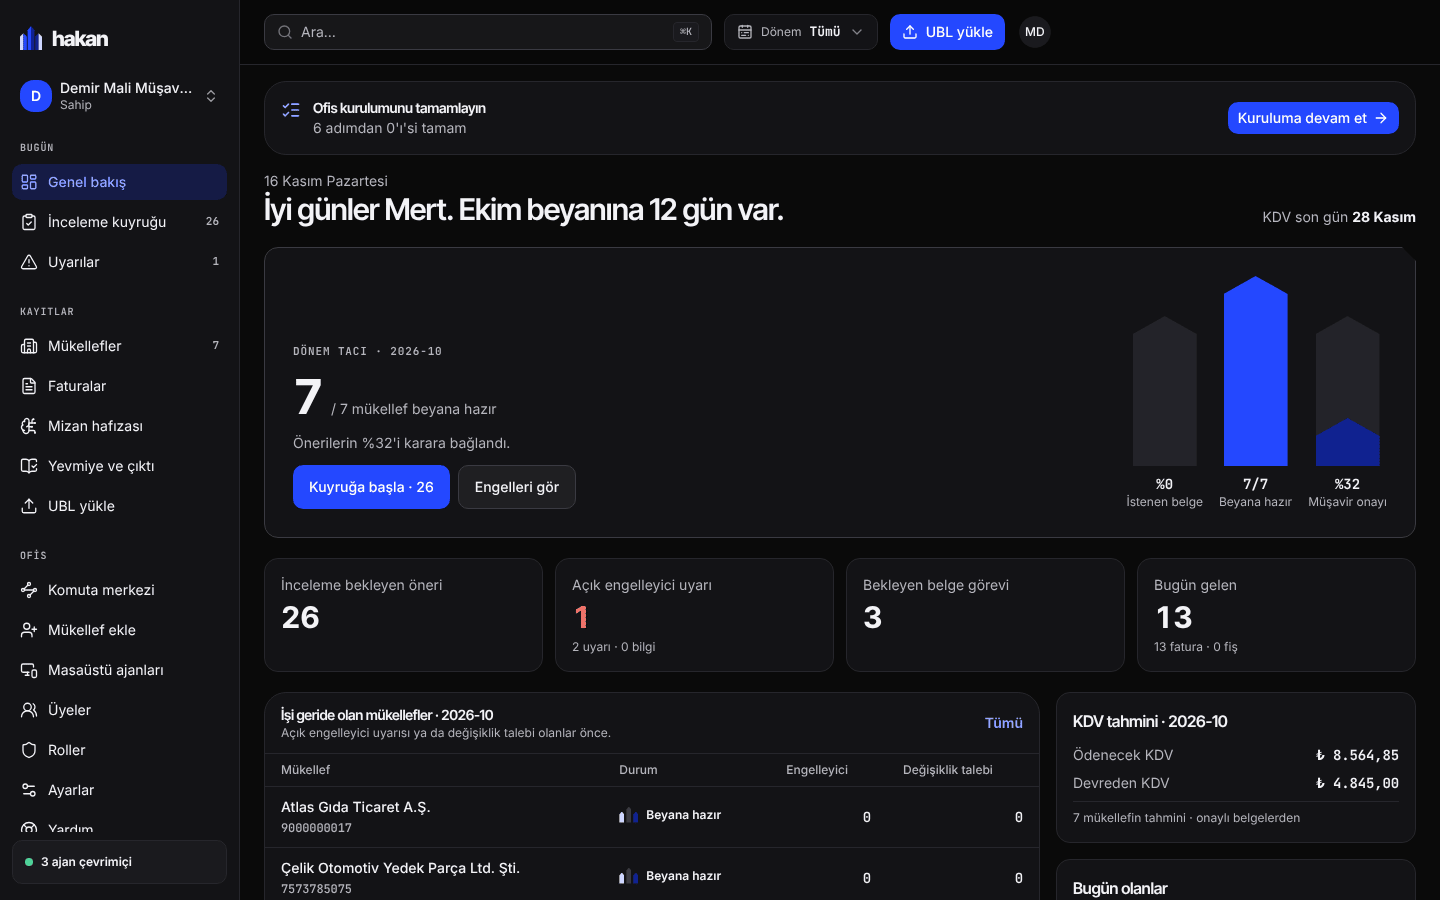 hakan
Ara...
⌘K
Dönem Tümü
UBL yükle
MD
D
Demir Mali Müşav...
Sahip
BUGÜN
Genel bakış
İnceleme kuyruğu 26
Uyarılar 1
KAYITLAR
Mükellefler 7
Faturalar
Mizan hafızası
Yevmiye ve çıktı
UBL yükle
OFİS
Komuta merkezi
Mükellef ekle
Masaüstü ajanları
Üyeler
Roller
Ayarlar
Yardım
3 ajan çevrimiçi
Ofis kurulumunu tamamlayın
6 adımdan 0'ı'si tamam
Kuruluma devam et
16 Kasım Pazartesi
İyi günler Mert. Ekim beyanına 12 gün var.
KDV son gün 28 Kasım
DÖNEM TACI · 2026-10
7 / 7 mükellef beyana hazır
Önerilerin %32'i karara bağlandı.
Kuyruğa başla · 26
Engelleri gör
%0
İstenen belge
7/7
Beyana hazır
%32
Müşavir onayı
İnceleme bekleyen öneri
26
Açık engelleyici uyarı
1
2 uyarı · 0 bilgi
Bekleyen belge görevi
3
Bugün gelen
13
13 fatura · 0 fiş
İşi geride olan mükellefler · 2026-10
Açık engelleyici uyarısı ya da değişiklik talebi olanlar önce.
Tümü
Mükellef Durum Engelleyici Değişiklik talebi
Atlas Gıda Ticaret A.Ş.
9000000017
Beyana hazır 0 0
Çelik Otomotiv Yedek Parça Ltd. Şti.
7573785075
Beyana hazır 0 0
KDV tahmini · 2026-10
Ödenecek KDV ₺ 8.564,85
Devreden KDV ₺ 4.845,00
7 mükellefin tahmini · onaylı belgelerden
Bugün olanlar